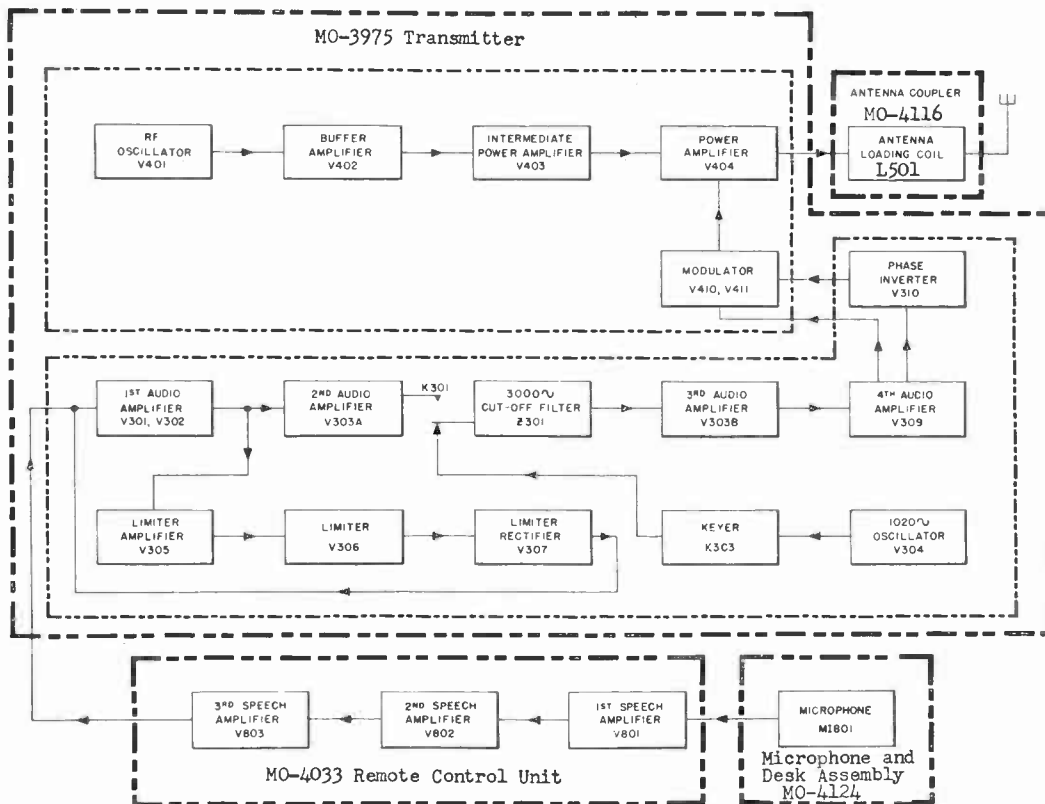 MO-3975 Transmitter
ANTENNA COUPLER
MO-4116
ANTENNA
LOADING COIL
L501
RF
OSCILLATOR
V401
BUFFER
AMPLIFIER
V402
INTERMEDIATE
POWER AMPLIFIER
V403
POWER
AMPLIFIER
V404
MODULATOR
V410, V411
PHASE
INVERTER
V310
1ST AUDIO
AMPLIFIER
V301, V302
2ND AUDIO
AMPLIFIER
V303A
K301
3000~
CUT-OFF FILTER
Z301
3RD AUDIO
AMPLIFIER
V303B
4TH AUDIO
AMPLIFIER
V309
LIMITER
AMPLIFIER
V305
LIMITER
V306
LIMITER
RECTIFIER
V307
KEYER
K3C3
1020~
OSCILLATOR
V304
3RD SPEECH
AMPLIFIER
V803
2ND SPEECH
AMPLIFIER
V802
1ST SPEECH
AMPLIFIER
V801
MO-4033 Remote Control Unit
MICROPHONE
MI801
Microphone and
Desk Assembly
MO-4124